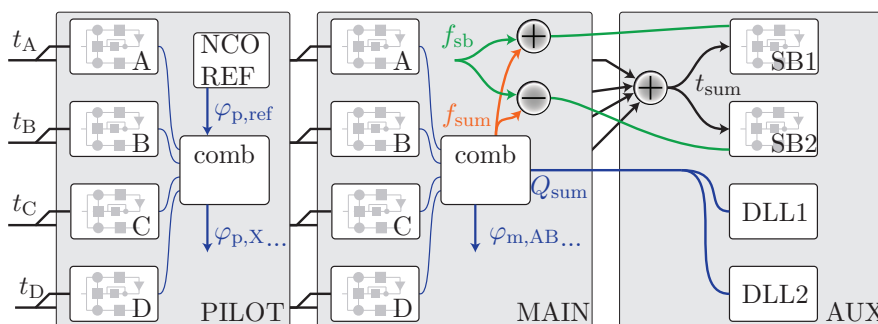 t_A A NCO REF A f_sb + SB1
φ_p,ref + t_sum
t_B B B f_sum − SB2
comb comb Q_sum
t_C C C DLL1
φ_p,X... φ_m,AB...
t_D D D DLL2
PILOT MAIN AUX